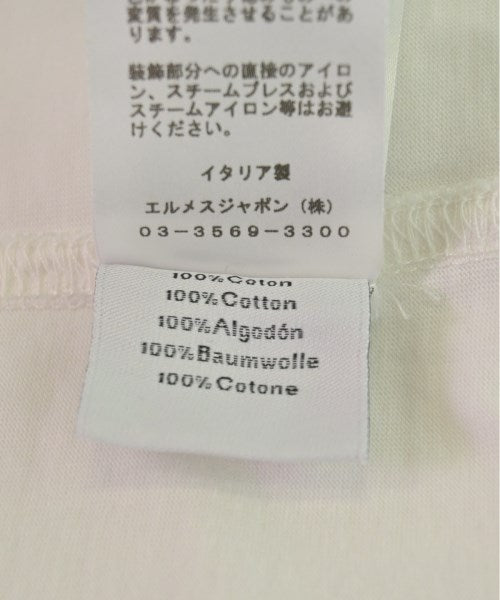 変質を発生させることがあ
ります。
装飾部分への直接のアイロ
ン、スチームプレスおよび
スチームアイロン等はお避
けください。
イタリア製
エルメスジャポン(株)
03-3569-3300
100%Coton
100%Cotton
100%Algodón
100%Baumwolle
100%Cotone